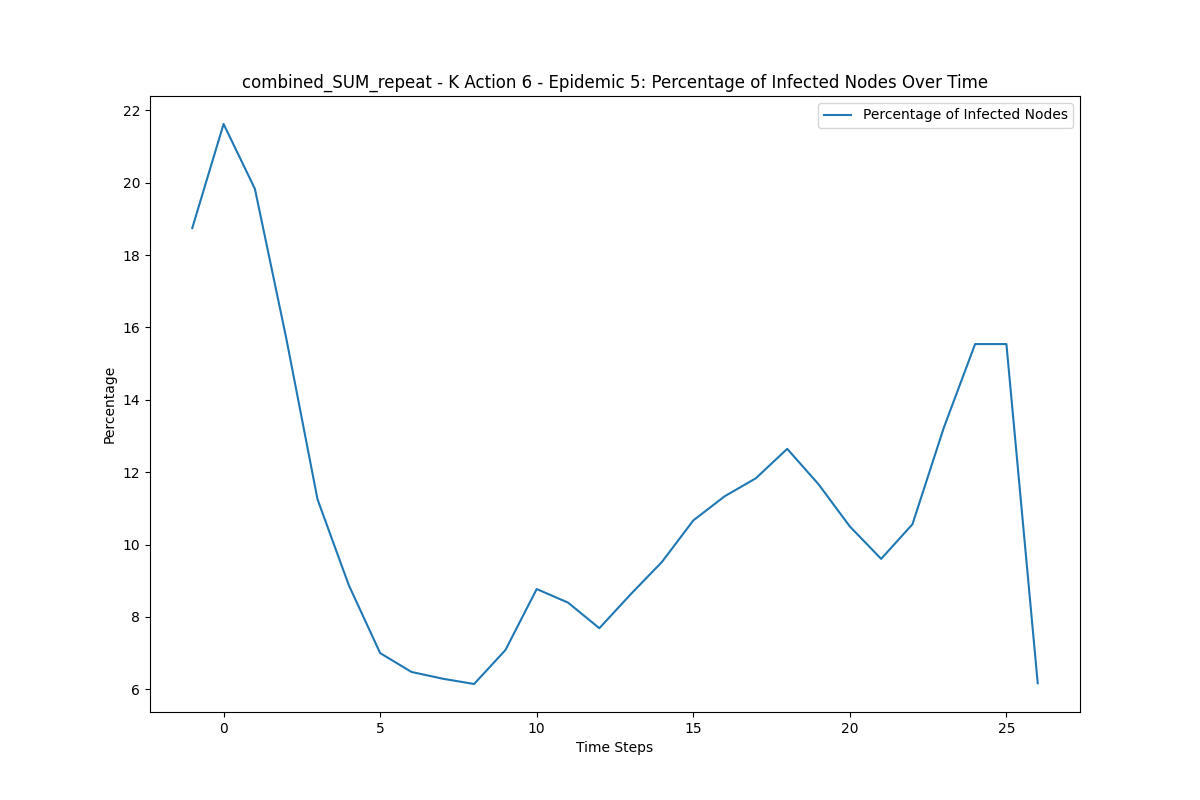 combined_SUM_repeat - K Action 6 - Epidemic 5: Percentage of Infected Nodes Over Time
Percentage of Infected Nodes
22
20
18
16
14
12
10
8
6
Percentage
0 5 10 15 20 25
Time Steps